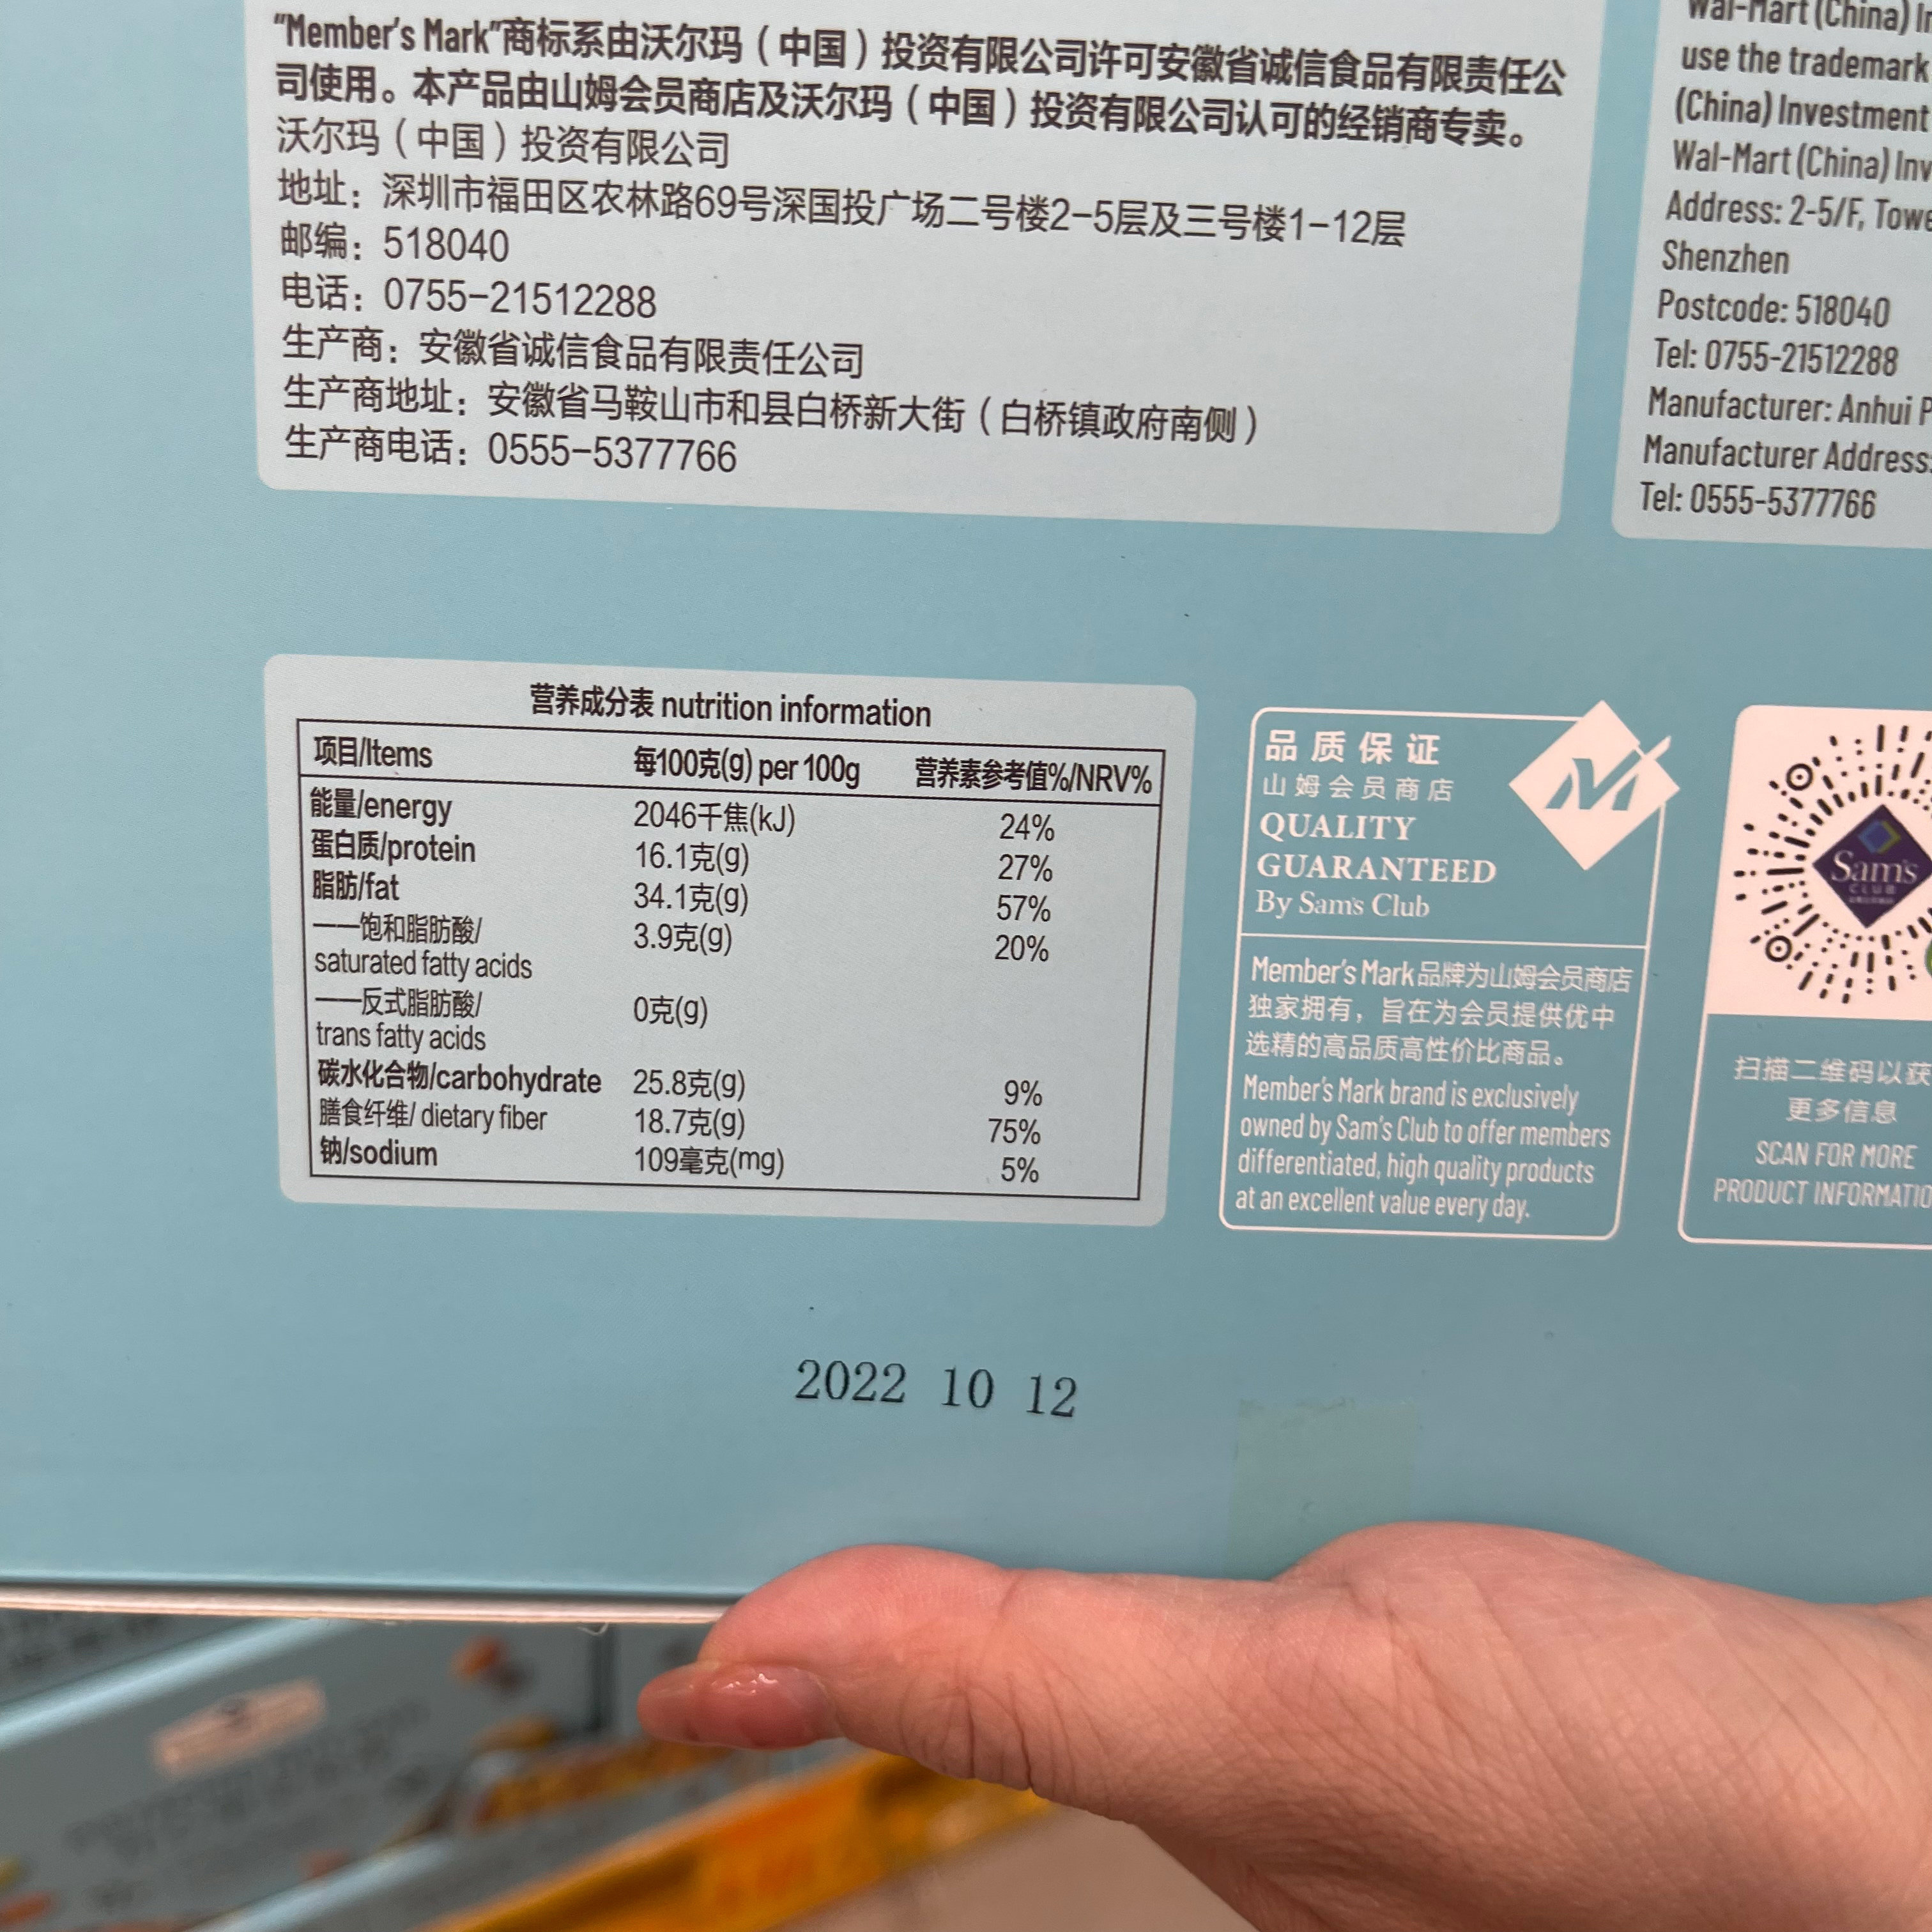 “Member’s Mark”商标系由沃尔玛（中国）投资有限公司许可安徽省诚信食品有限责任公
司使用。本产品由山姆会员商店及沃尔玛（中国）投资有限公司认可的经销商专卖。
沃尔玛（中国）投资有限公司
地址：深圳市福田区农林路69号深国投广场二号楼2-5层及三号楼1-12层
邮编：518040
电话：0755-21512288
生产商：安徽省诚信食品有限责任公司
生产商地址：安徽省马鞍山市和县白桥新大街（白桥镇政府南侧）
生产商电话：0555-5377766
Wal-Mart (China)
use the trademark
(China) Investment
Wal-Mart (China)
Address: 2-5/F,
Shenzhen
Postcode: 518040
Tel: 0755-21512288
Manufacturer: Anhui
Manufacturer Address:
Tel: 0555-5377766
营养成分表 nutrition information
项目/Items 每100克(g) per 100g 营养素参考值%/NRV%
能量/energy 2046千焦(kJ) 24%
蛋白质/protein 16.1克(g) 27%
脂肪/fat 34.1克(g) 57%
——饱和脂肪酸/ 3.9克(g) 20%
saturated fatty acids
——反式脂肪酸/ 0克(g)
trans fatty acids
碳水化合物/carbohydrate 25.8克(g) 9%
膳食纤维/ dietary fiber 18.7克(g) 75%
钠/sodium 109毫克(mg) 5%
品质保证
山姆会员商店
QUALITY
GUARANTEED
By Sam's Club
Member's Mark品牌为山姆会员商店
独家拥有，旨在为会员提供优中
选精的高品质高性价比商品。
Member's Mark brand is exclusively
owned by Sam's Club to offer members
differentiated, high quality products
at an excellent value every day.
Sam's
CLUB
扫描二维码以获
更多信息
SCAN FOR MORE
PRODUCT
2022 10 12